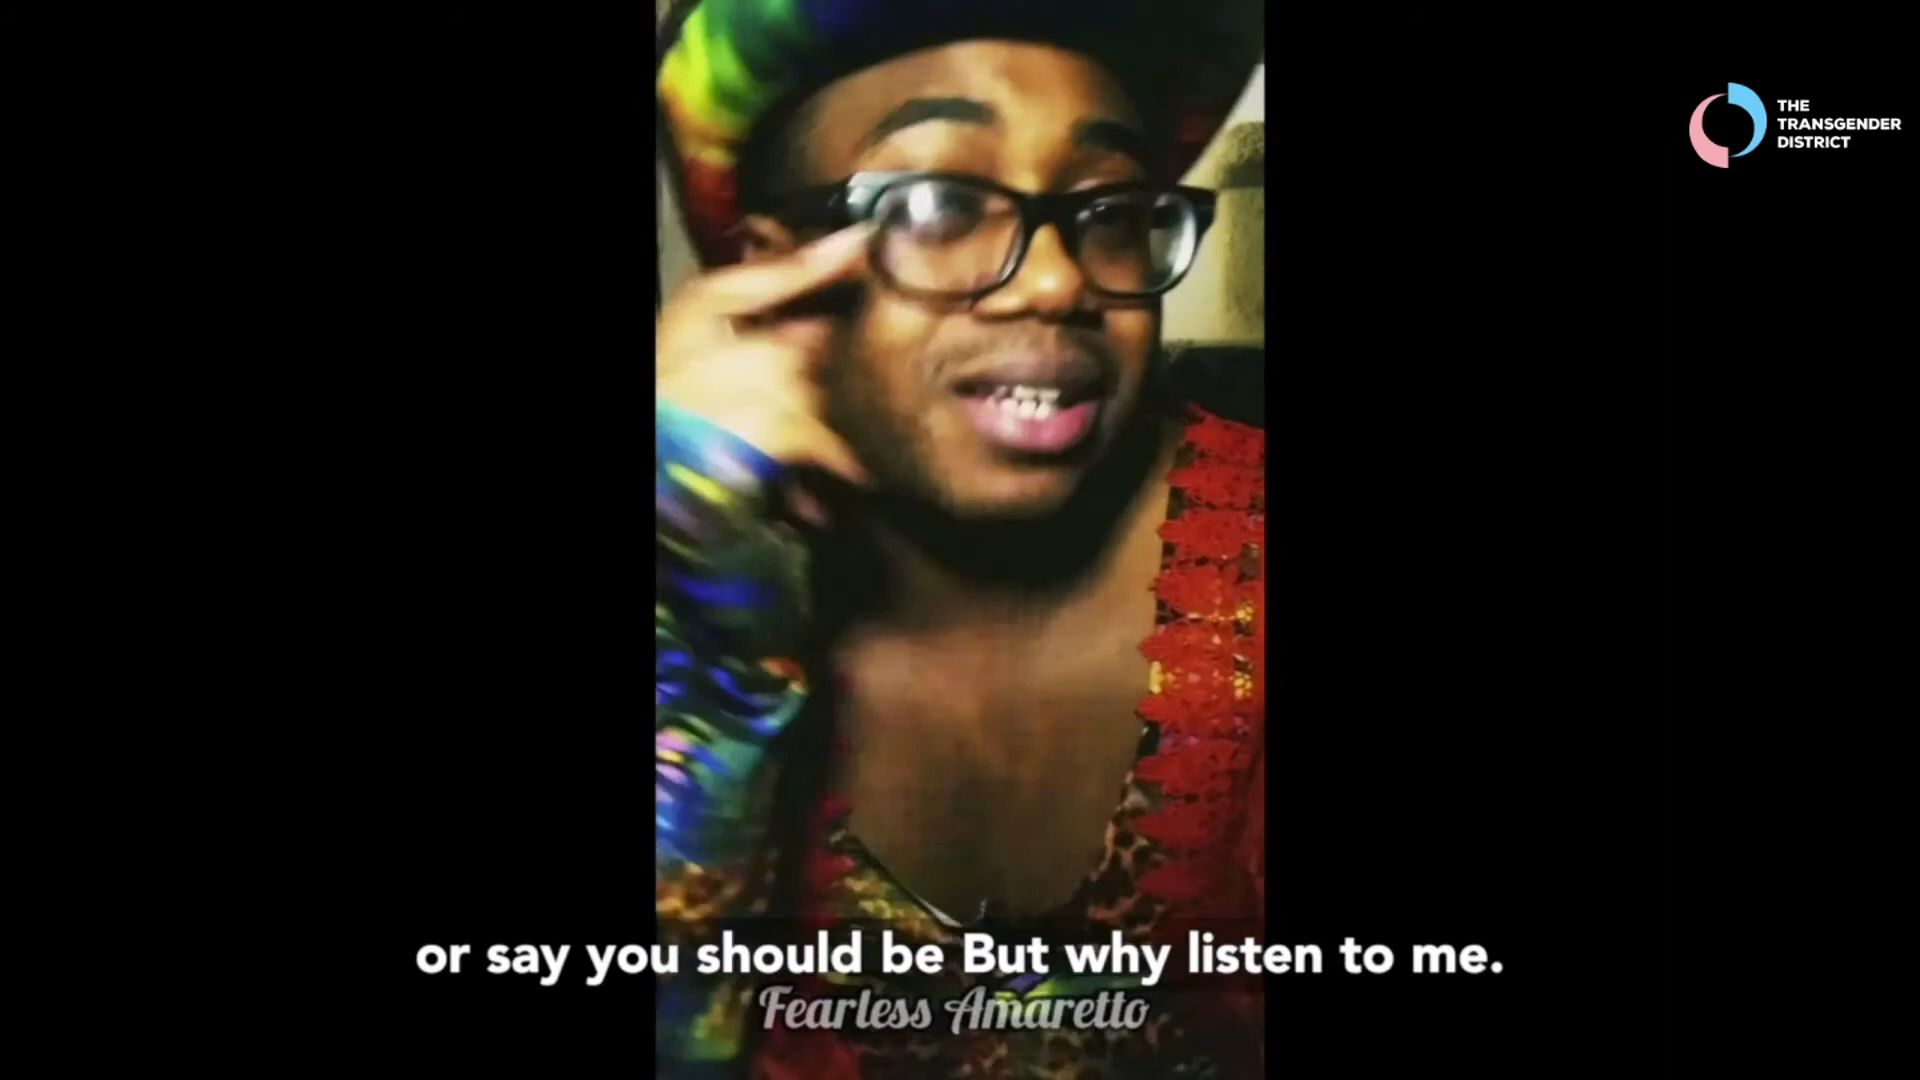 THE
TRANSGENDER
DISTRICT
or say you should be But why listen to me.
Fearless Amaretto